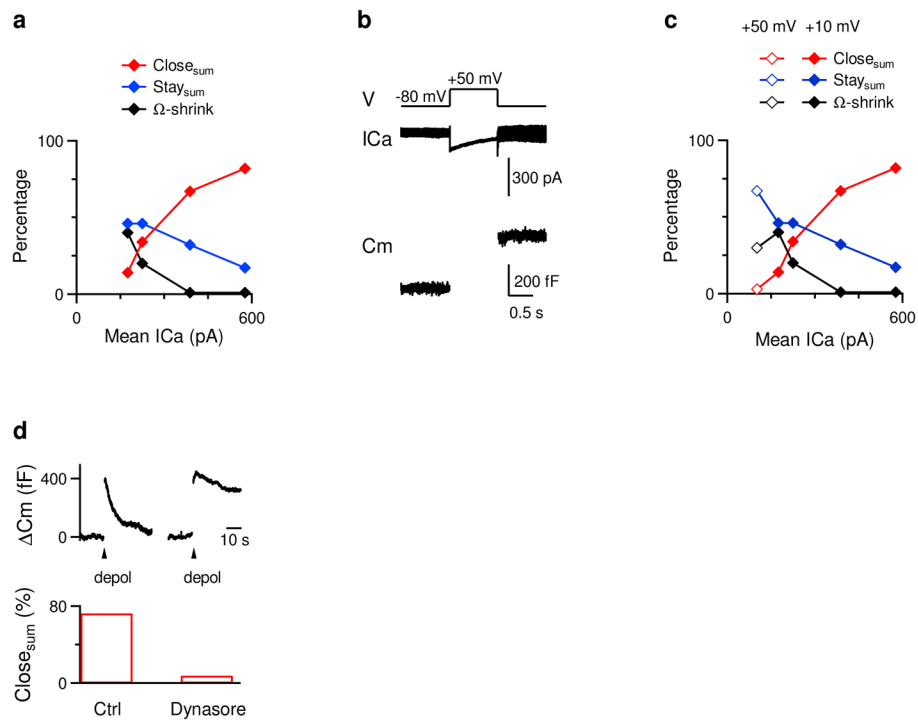 a
Close_sum
Stay_sum
Ω-shrink
100
Percentage
0
0
600
Mean ICa (pA)
b
+50 mV
V
-80 mV
ICa
300 pA
Cm
200 fF
0.5 s
c
+50 mV +10 mV
Close_sum
Stay_sum
Ω-shrink
100
Percentage
0
0
600
Mean ICa (pA)
d
ΔCm (fF)
400
0
10 s
depol
depol
Close_sum (%)
80
0
Ctrl
Dynasore